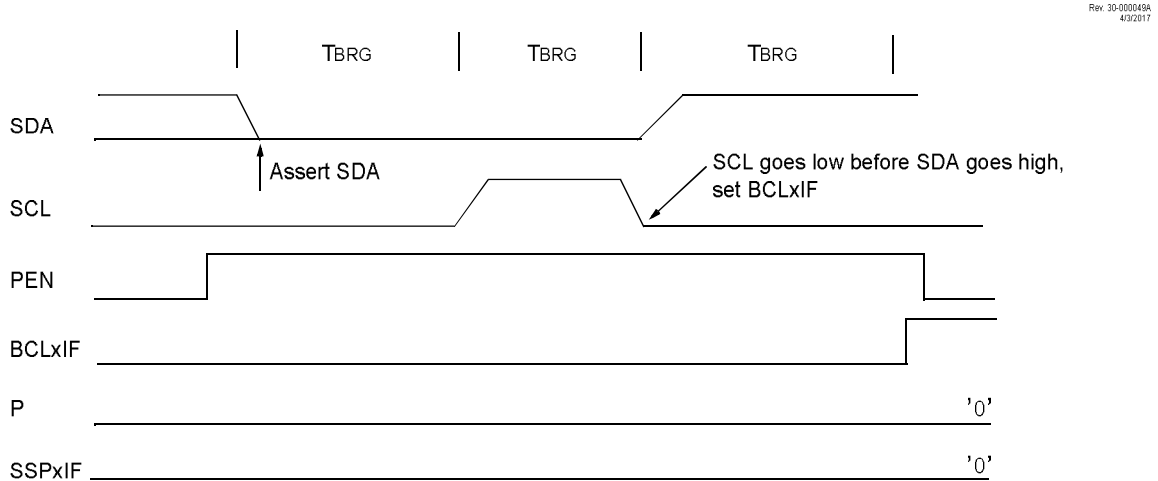 Rev. 30-000049A
4/3/2017
TBRG TBRG TBRG
SDA
Assert SDA
SCL goes low before SDA goes high,
set BCLxIF
SCL
PEN
BCLxIF
P '0'
SSPxIF '0'